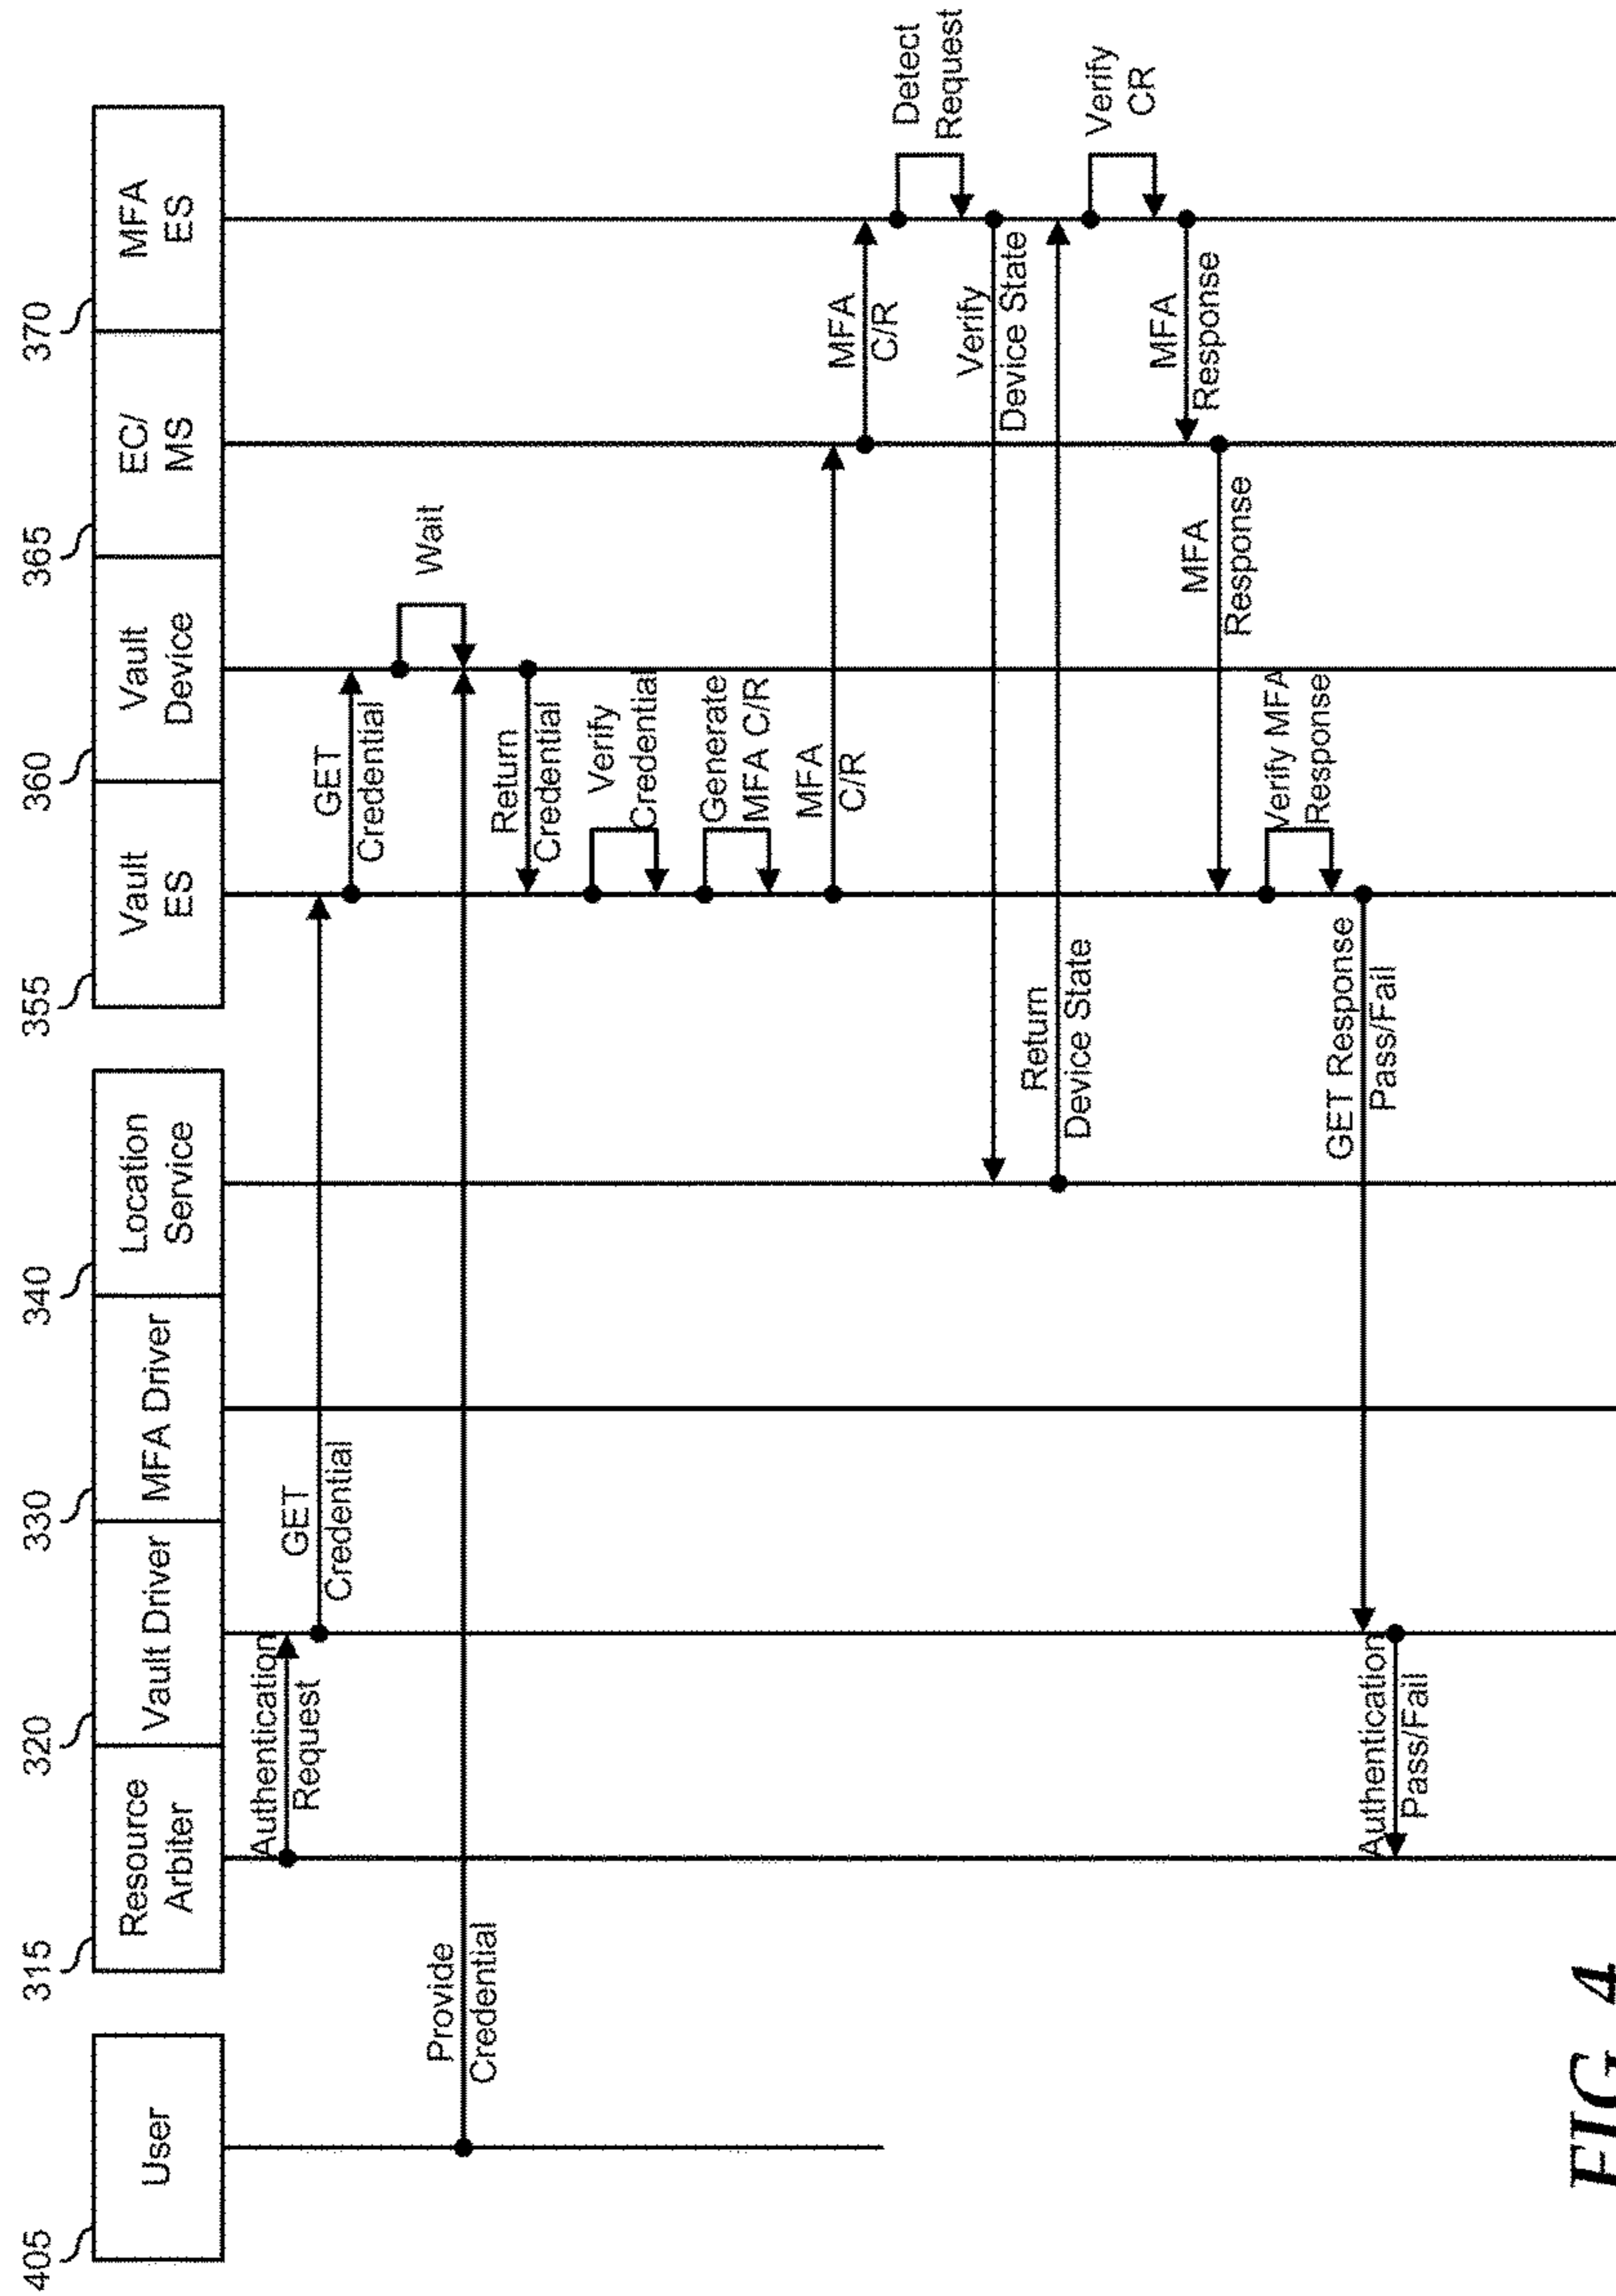 405
315
320
330
340
355
360
365
370
User
Resource
Arbiter
Vault Driver
MFA Driver
Location
Service
Vault
ES
Vault
Device
EC/
MS
MFA
ES
Authentication
Request
GET
Credential
GET
Credential
Wait
Provide
Credential
Return
Credential
Verify
Credential
Generate
MFA C/R
MFA
C/R
MFA
C/R
Detect
Request
Verify
Device State
Return
Device State
Verify
CR
MFA
Response
MFA
Response
Verify MFA
Response
GET Response
Pass/Fail
Authentication
Pass/Fail
FIG. 4